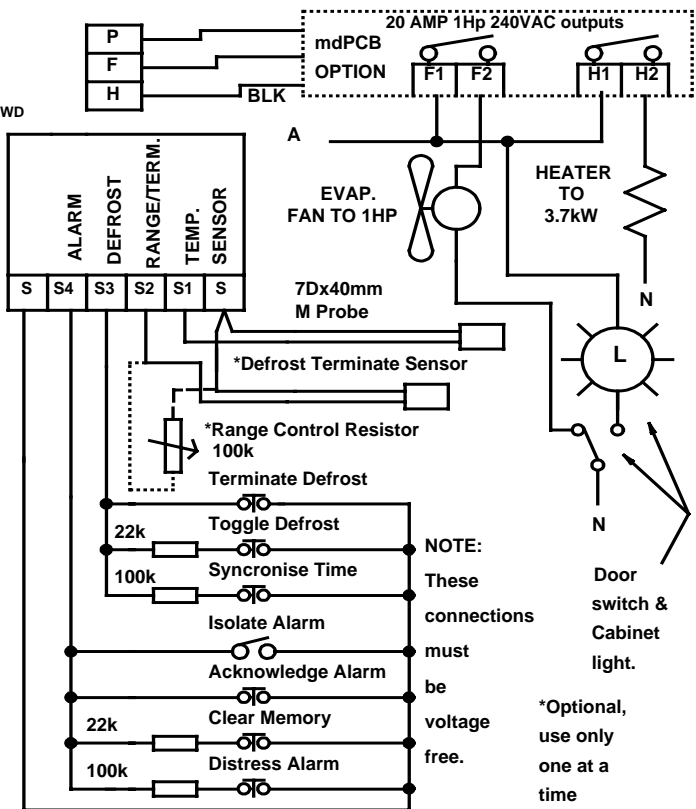 20 AMP 1Hp 240VAC outputs
P
mdPCB
F
OPTION
F1 F2
H1 H2
H
BLK
WD
A
ALARM
DEFROST
RANGE/TERM.
TEMP.
SENSOR
EVAP.
FAN TO 1HP
HEATER
TO
3.7kW
S S4 S3 S2 S1 S
7Dx40mm
M Probe
N
*Defrost Terminate Sensor
L
*Range Control Resistor
100k
Terminate Defrost
22k
Toggle Defrost
100k
Syncronise Time
Isolate Alarm
Acknowledge Alarm
22k
Clear Memory
100k
Distress Alarm
NOTE:
These
connections
must
be
voltage
free.
N
Door
switch &
Cabinet
light.
*Optional,
use only
one at a
time